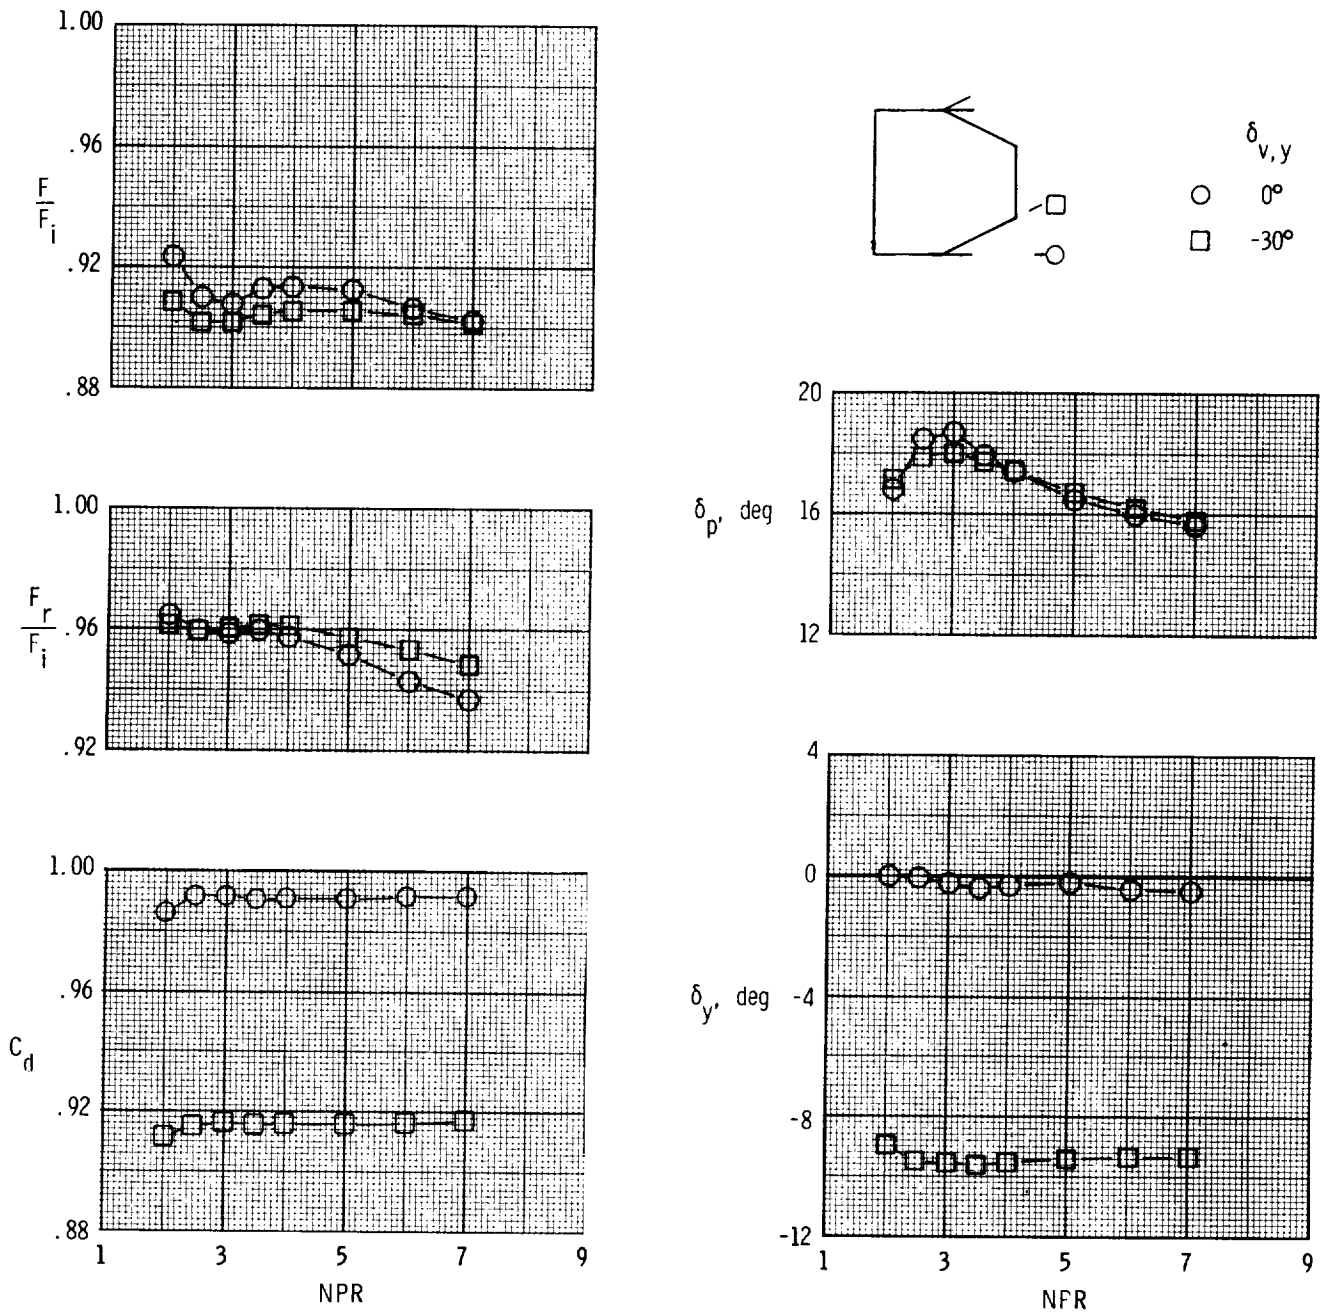 1.00
.96
F
F_i
.92
.88
1.00
F_r
F_i
.96
.92
1.00
.96
C_d
.92
.88
1 3 5 7 9
NPR
δ_v,y
0°
-30°
20
δ_p, deg
16
12
4
0
δ_y, deg
-4
-8
-12
1 3 5 7 9
NPR